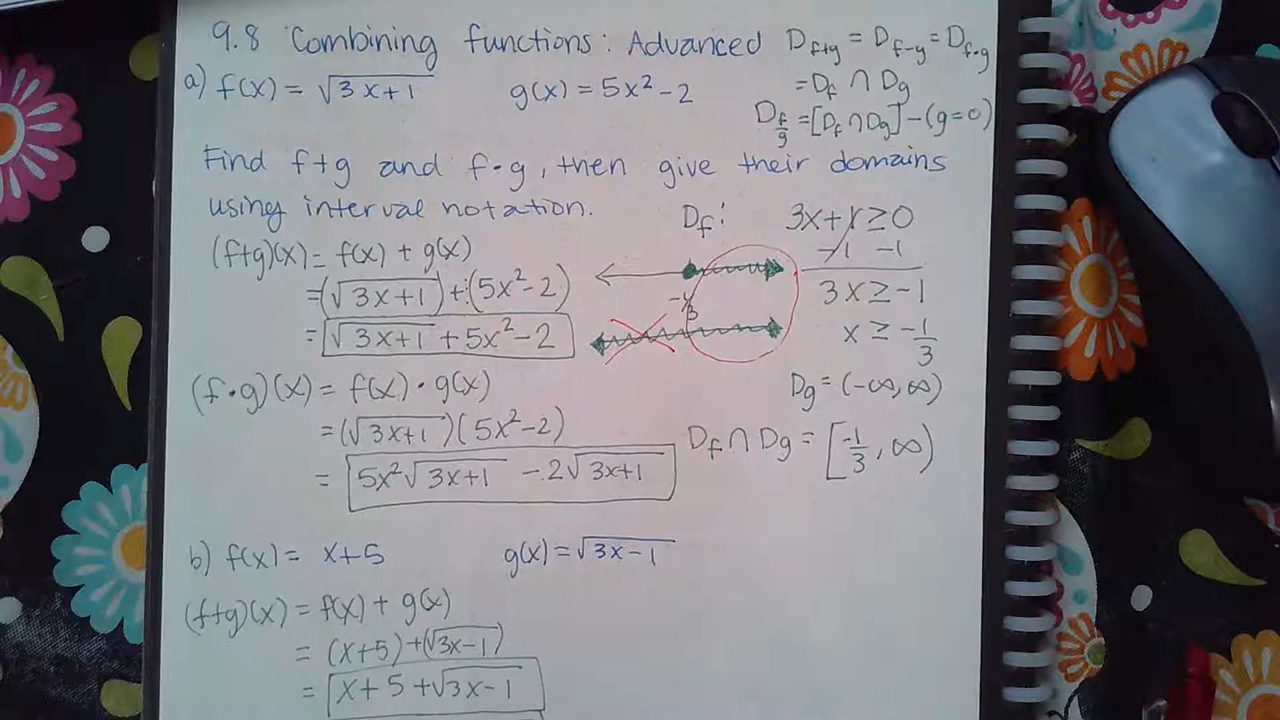 9.8 Combining functions: Advanced
D_{f+g} = D_{f-y} = D_{f•g}
= D_f ∩ D_g
D_{f/g} = [D_f ∩ D_g] - (g=0)
a) f(x) = √(3x+1) g(x) = 5x² - 2
Find f+g and f•g, then give their domains
using interval notation.
(f+g)(x) = f(x) + g(x)
= (√(3x+1)) + (5x² - 2)
= √(3x+1) + 5x² - 2
D_f: 3x+1 ≥ 0
-1 -1
3x ≥ -1
x ≥ -1/3
-1/3
D_g = (-∞, ∞)
D_f ∩ D_g = [-1/3, ∞)
(f•g)(x) = f(x) • g(x)
= (√(3x+1))(5x² - 2)
= 5x²√(3x+1) - 2√(3x+1)
b) f(x) = x+5 g(x) = √(3x-1)
(f+g)(x) = f(x) + g(x)
= (x+5) + (√(3x-1))
= x + 5 + √(3x-1)